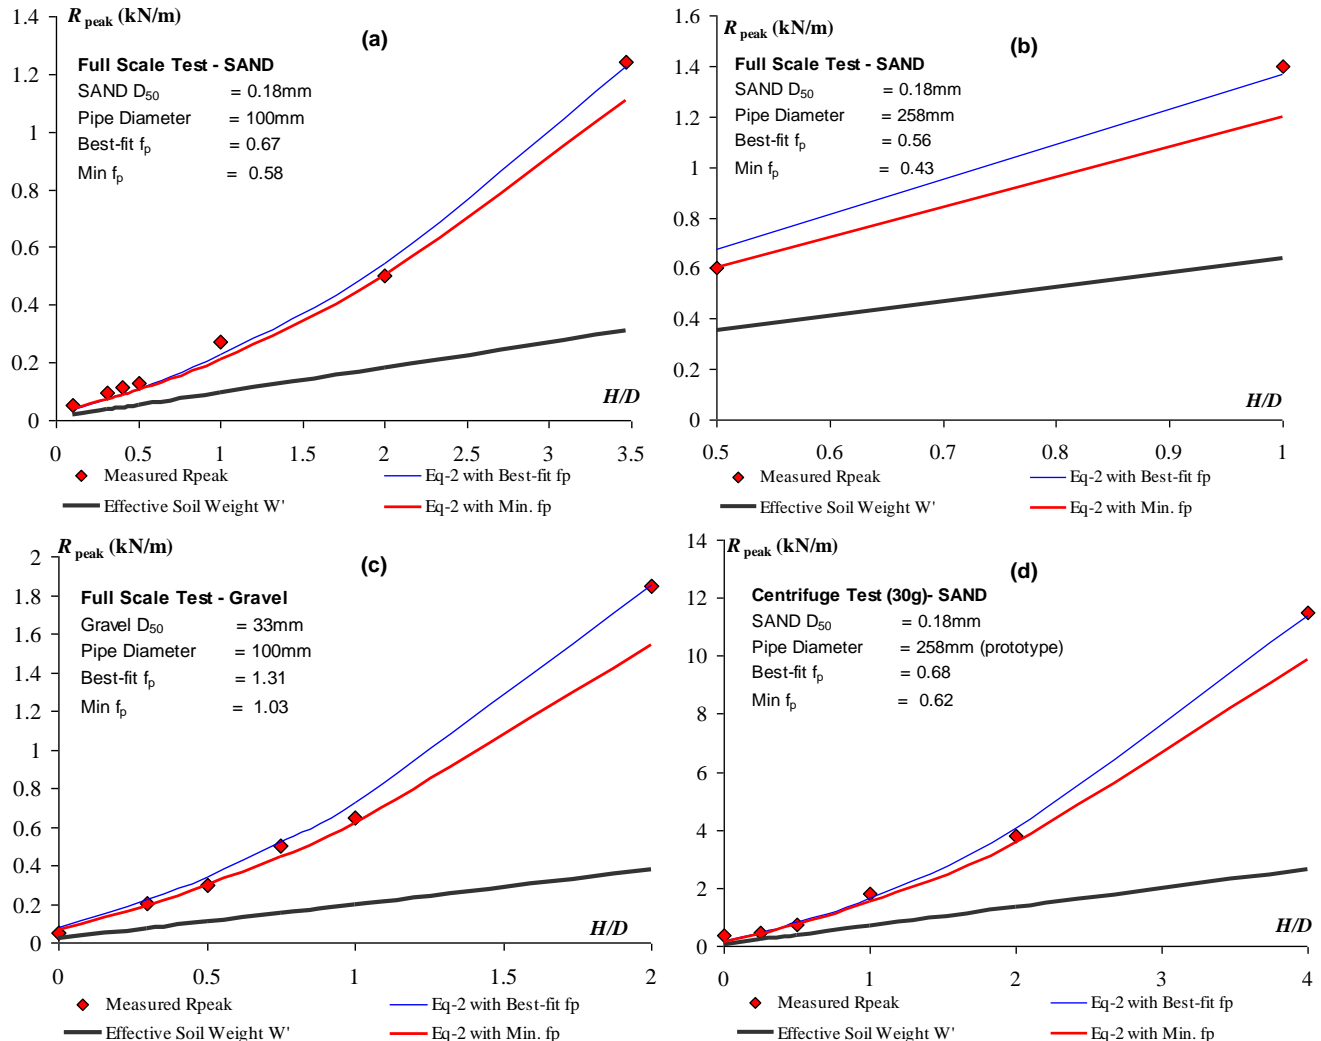 R peak (kN/m)
(a)
Full Scale Test - SAND
SAND D50 = 0.18mm
Pipe Diameter = 100mm
Best-fit fp = 0.67
Min fp = 0.58
1.4
1.2
1
0.8
0.6
0.4
0.2
0
H/D
0 0.5 1 1.5 2 2.5 3 3.5
Measured Rpeak
Eq-2 with Best-fit fp
Effective Soil Weight W'
Eq-2 with Min. fp
R peak (kN/m)
(b)
Full Scale Test - SAND
SAND D50 = 0.18mm
Pipe Diameter = 258mm
Best-fit fp = 0.56
Min fp = 0.43
1.6
1.4
1.2
1
0.8
0.6
0.4
0.2
0
H/D
0.5 0.6 0.7 0.8 0.9 1
Measured Rpeak
Eq-2 with Best-fit fp
Effective Soil Weight W'
Eq-2 with Min. fp
R peak (kN/m)
(c)
Full Scale Test - Gravel
Gravel D50 = 33mm
Pipe Diameter = 100mm
Best-fit fp = 1.31
Min fp = 1.03
2
1.8
1.6
1.4
1.2
1
0.8
0.6
0.4
0.2
0
H/D
0 0.5 1 1.5 2
Measured Rpeak
Eq-2 with Best-fit fp
Effective Soil Weight W'
Eq-2 with Min. fp
R peak (kN/m)
(d)
Centrifuge Test (30g)- SAND
SAND D50 = 0.18mm
Pipe Diameter = 258mm (prototype)
Best-fit fp = 0.68
Min fp = 0.62
14
12
10
8
6
4
2
0
H/D
0 1 2 3 4
Measured Rpeak
Eq-2 with Best-fit fp
Effective Soil Weight W'
Eq-2 with Min. fp